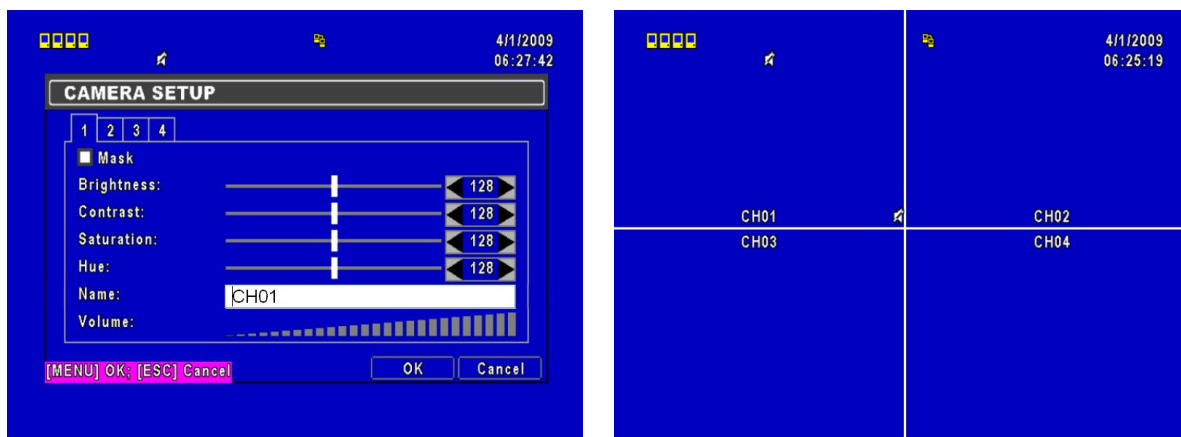 4/1/2009
06:27:42
CAMERA SETUP
1 2 3 4
Mask
Brightness: 128
Contrast: 128
Saturation: 128
Hue: 128
Name: CH01
Volume:
[MENU] OK; [ESC] Cancel OK Cancel
4/1/2009
06:25:19
CH01 CH02
CH03 CH04